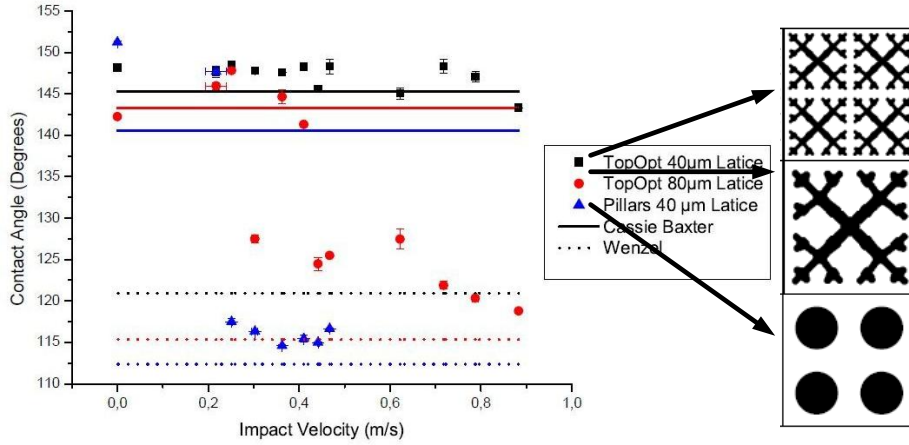 155
150
145
140
135
130
125
120
115
110
Contact Angle (Degrees)
0,0
0,2
0,4
0,6
0,8
1,0
Impact Velocity (m/s)
TopOpt 40µm Latice
TopOpt 80µm Latice
Pillars 40 µm Latice
Cassie Baxter
Wenzel